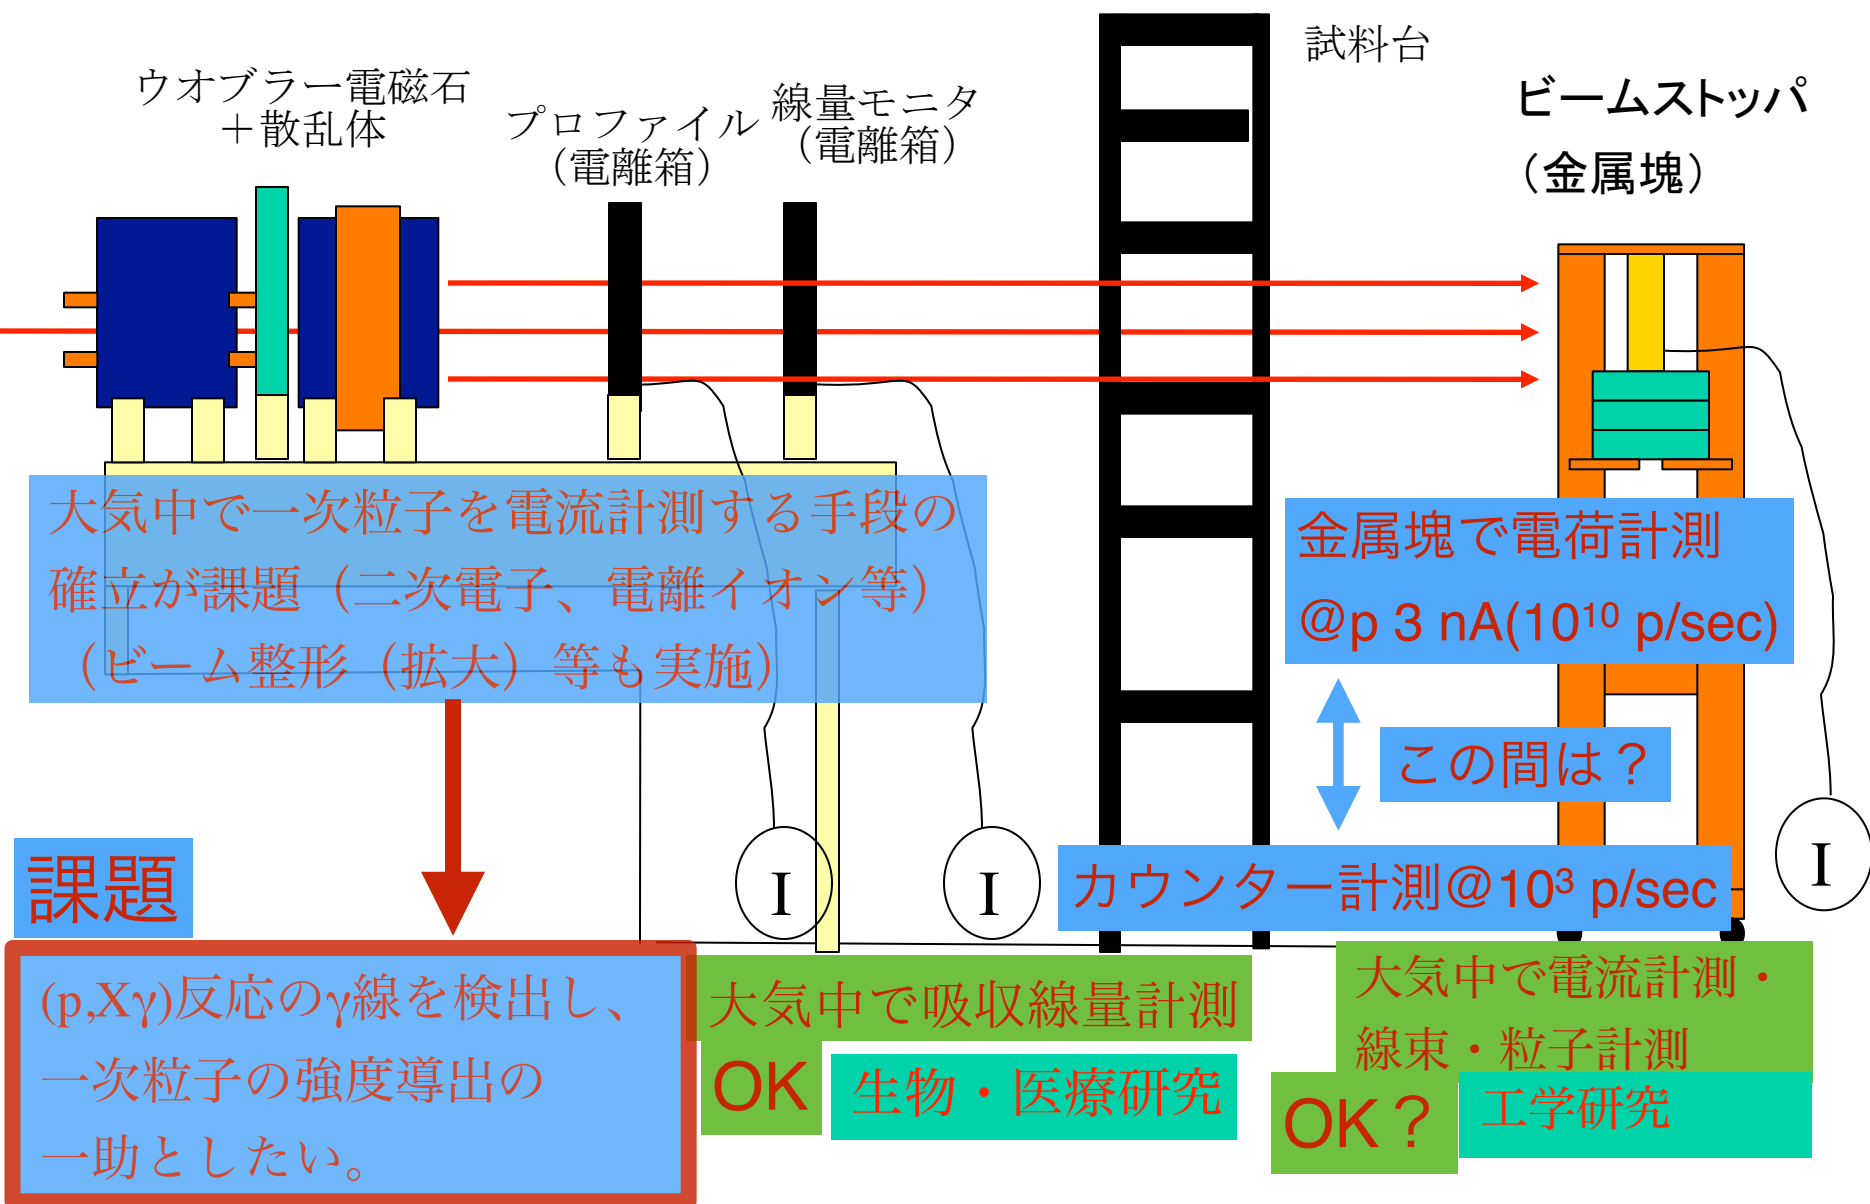 試料台
ウオブラー電磁石
＋散乱体
プロファイル
（電離箱）
線量モニタ
（電離箱）
ビームストッパ
（金属塊）
大気中で一次粒子を電流計測する手段の
確立が課題（二次電子、電離イオン等）
（ビーム整形（拡大）等も実施）
金属塊で電荷計測
@p 3 nA(10¹⁰ p/sec)
この間は？
カウンター計測@10³ p/sec
I
I
I
課題
(p,Xγ)反応のγ線を検出し、
一次粒子の強度導出の
一助としたい。
大気中で吸収線量計測
OK
生物・医療研究
大気中で電流計測・
線束・粒子計測
OK？
工学研究